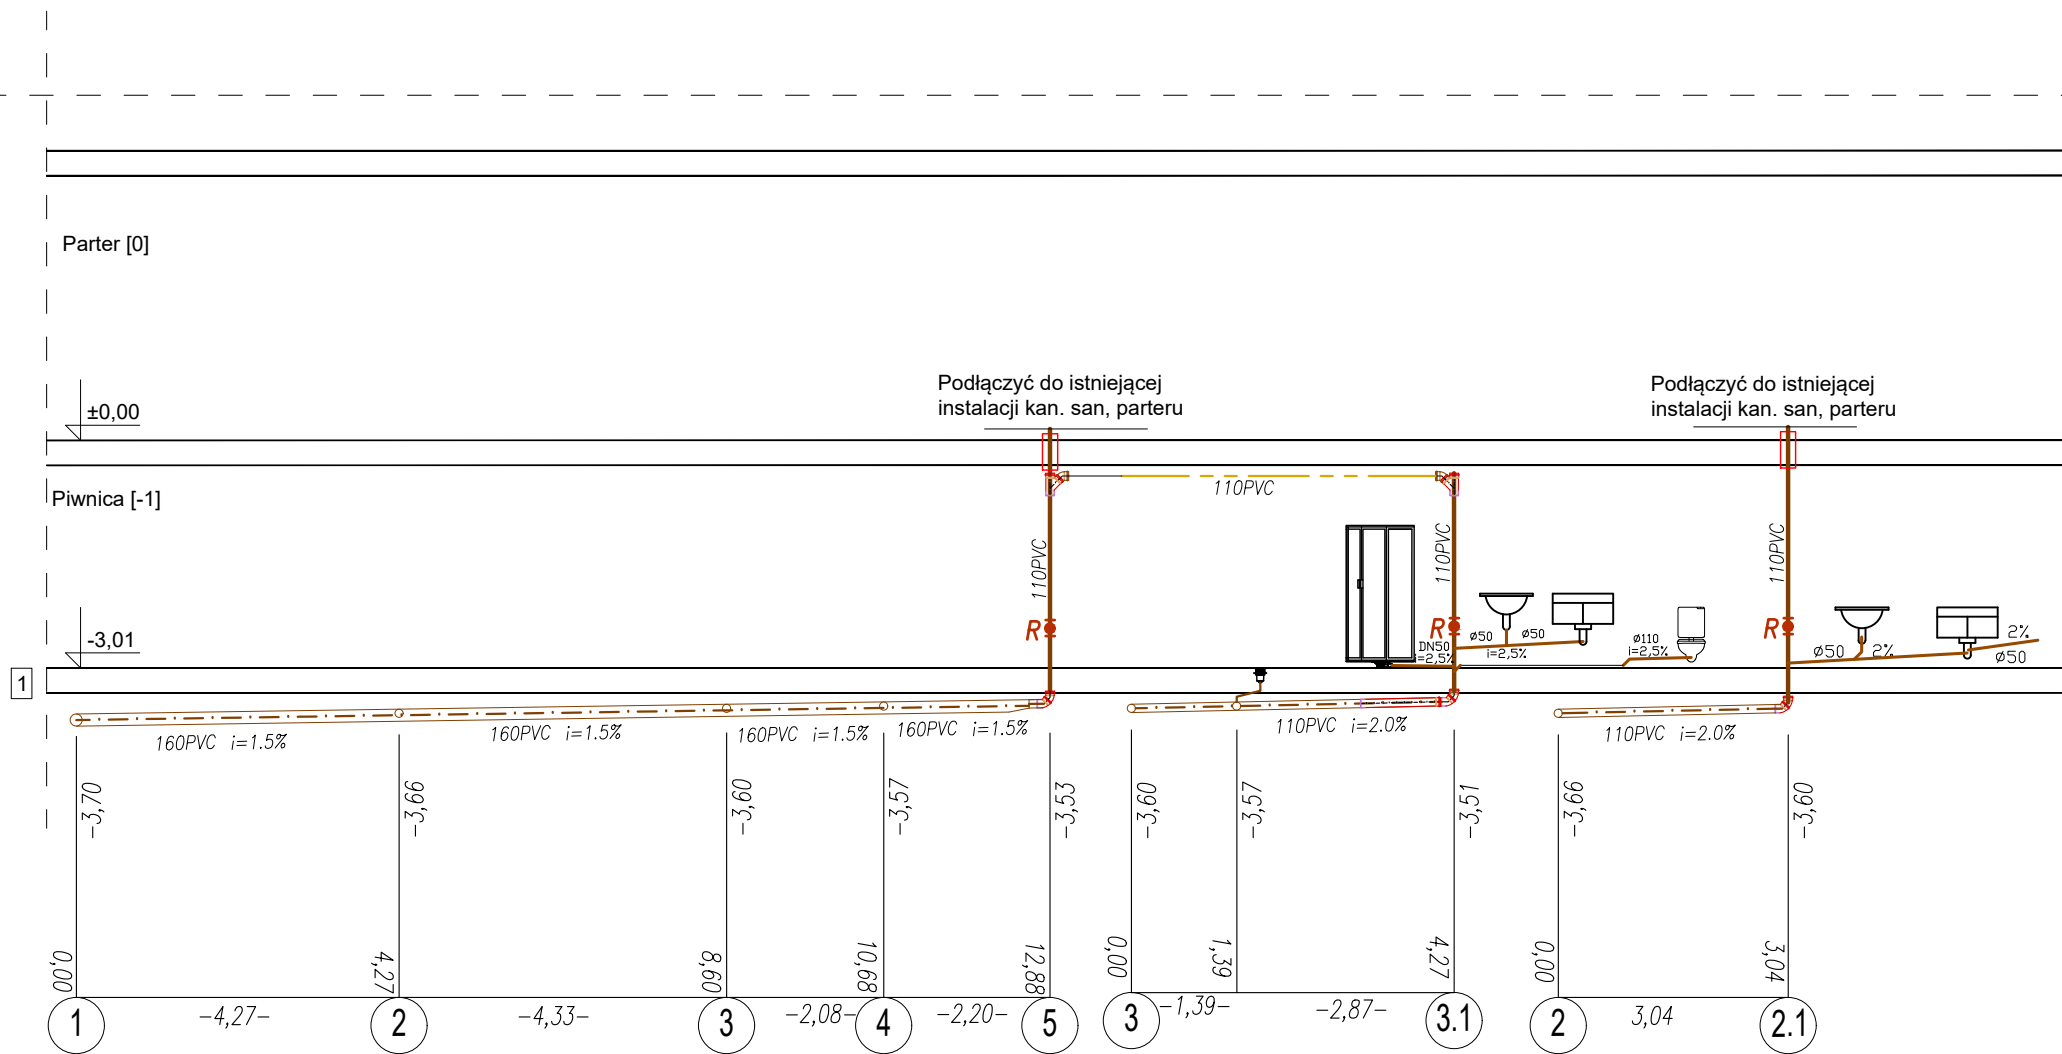 Parter [0]
Podłączyć do istniejącej
instalacji kan. san, parteru
Podłączyć do istniejącej
instalacji kan. san, parteru
±0,00
Piwnica [-1]
110PVC
110PVC
110PVC
110PVC
R
R
R
ø50
ø50
i=2,5%
DN50
i=2,5%
ø110
i=2,5%
ø50
2%
2%
ø50
-3,01
1
160PVC i=1.5%
160PVC i=1.5%
160PVC i=1.5%
160PVC i=1.5%
110PVC i=2.0%
110PVC i=2.0%
-3,70
-3,66
-3,60
-3,57
-3,53
-3,60
-3,57
-3,51
-3,66
-3,60
0,00
4,27
8,60
10,68
12,88
0,00
1,39
4,27
0,00
3,04
-4,27-
-4,33-
-2,08-
-2,20-
-1,39-
-2,87-
3,04
1
2
3
4
5
3
3.1
2
2.1